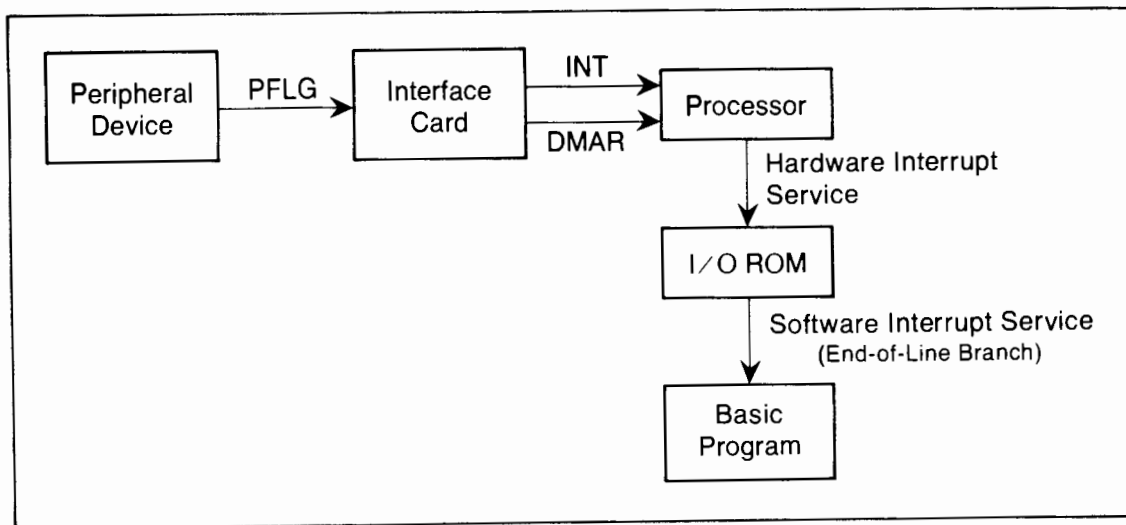 Peripheral
Device
PFLG
Interface
Card
INT
DMAR
Processor
Hardware Interrupt
Service
I/O ROM
Software Interrupt Service
(End-of-Line Branch)
Basic
Program